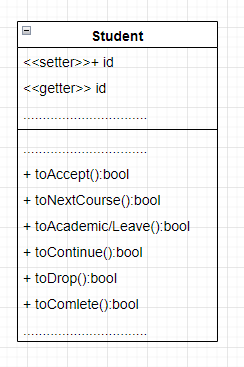 Student
<<setter>>+ id
<<getter>> id
................................
................................
+ toAccept():bool
+ toNextCourse():bool
+ toAcademic/Leave():bool
+ toContinue():bool
+ toDrop():bool
+ toComlete():bool
................................